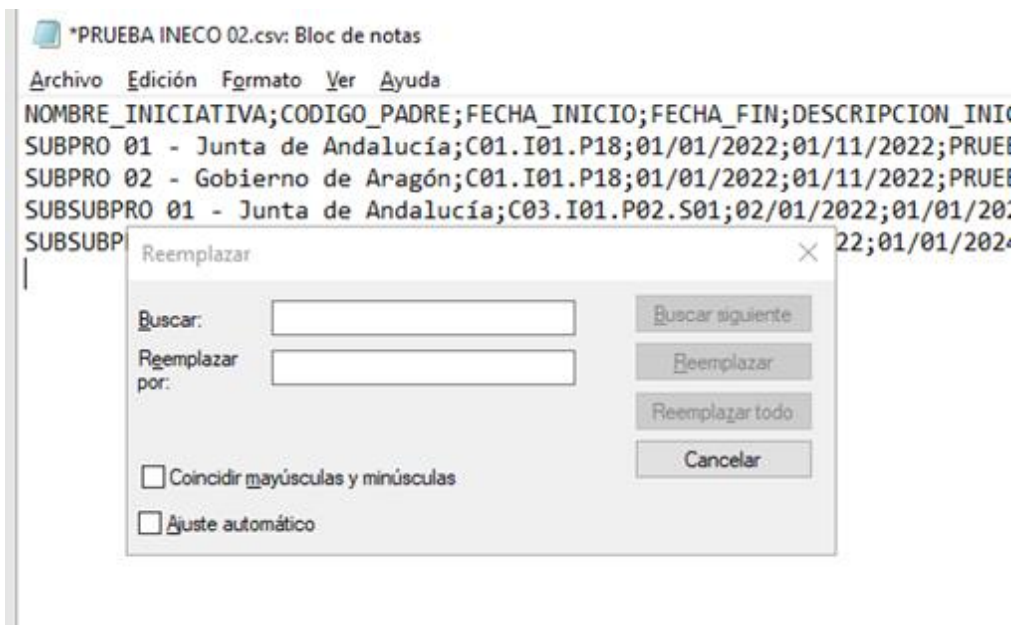 *PRUEBA INECO 02.csv: Bloc de notas
Archivo Edición Formato Ver Ayuda
NOMBRE_INICIATIVA;CODIGO_PADRE;FECHA_INICIO;FECHA_FIN;DESCRIPCION_INIC
SUBPRO 01 - Junta de Andalucía;C01.I01.P18;01/01/2022;01/11/2022;PRUEB
SUBPRO 02 - Gobierno de Aragón;C01.I01.P18;01/01/2022;01/11/2022;PRUEB
SUBSUBPRO 01 - Junta de Andalucía;C03.I01.P02.S01;02/01/2022;01/01/202
SUBSUBP 22;01/01/2024
Reemplazar
Buscar: Buscar siguiente
Reemplazar por: Reemplazar
Reemplazar todo
Cancelar
Coincidir mayúsculas y minúsculas
Ajuste automático